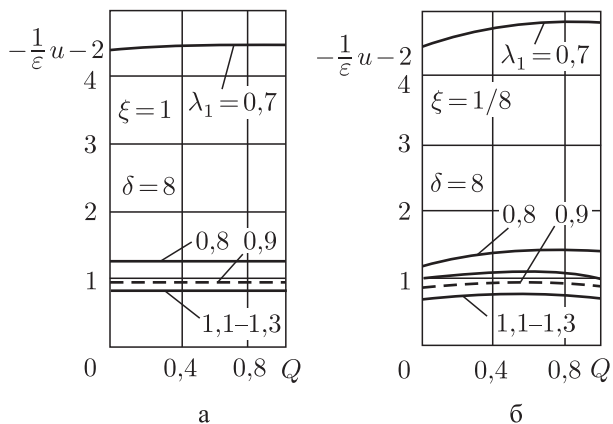 −1/ε u − 2
4
3
2
1
0
ξ = 1
λ₁ = 0,7
δ = 8
0,8
0,9
1,1–1,3
0,4
0,8
Q
а
−1/ε u − 2
4
3
2
1
0
λ₁ = 0,7
ξ = 1/8
δ = 8
0,8
0,9
1,1–1,3
0,4
0,8
Q
б